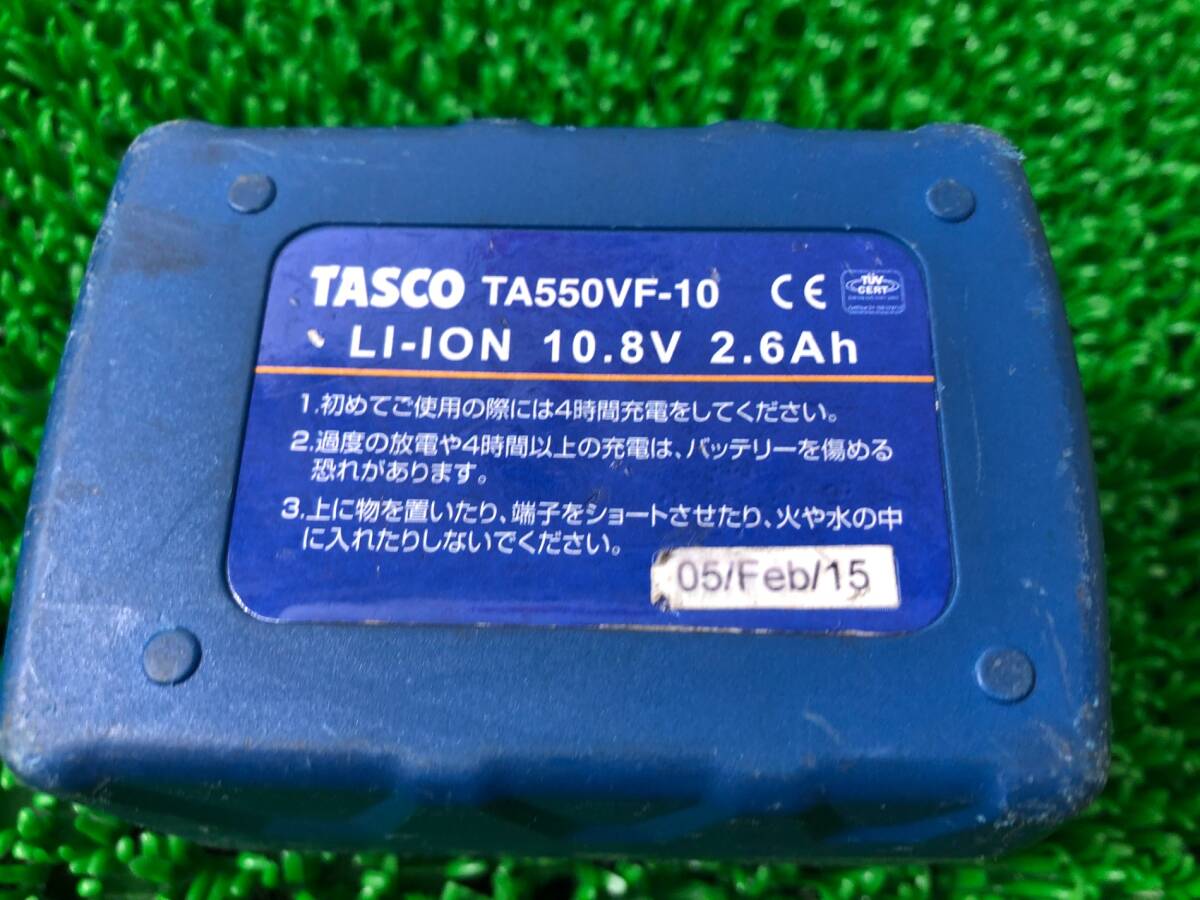 TASCO TA550VF-10 CE TÜV CERT
LI-ION 10.8V 2.6Ah
1.初めてご使用の際には4時間充電をしてください。
2.過度の放電や4時間以上の充電は、バッテリーを傷める
恐れがあります。
3.上に物を置いたり、端子をショートさせたり、火や水の中
に入れたりしないでください。
05/Feb/15